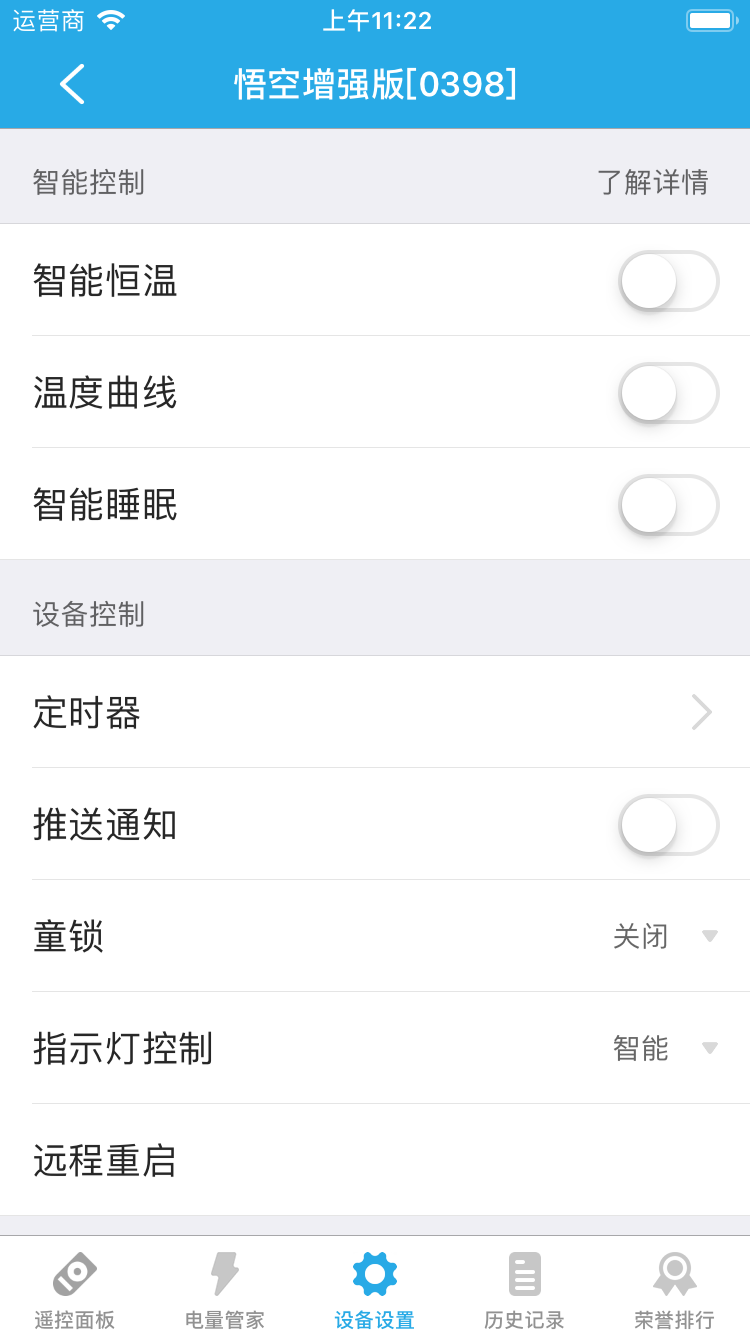 运营商 上午11:22
悟空增强版[0398]
智能控制 了解详情
智能恒温
温度曲线
智能睡眠
设备控制
定时器
推送通知
童锁 关闭
指示灯控制 智能
远程重启
遥控面板 电量管家 设备设置 历史记录 荣誉排行